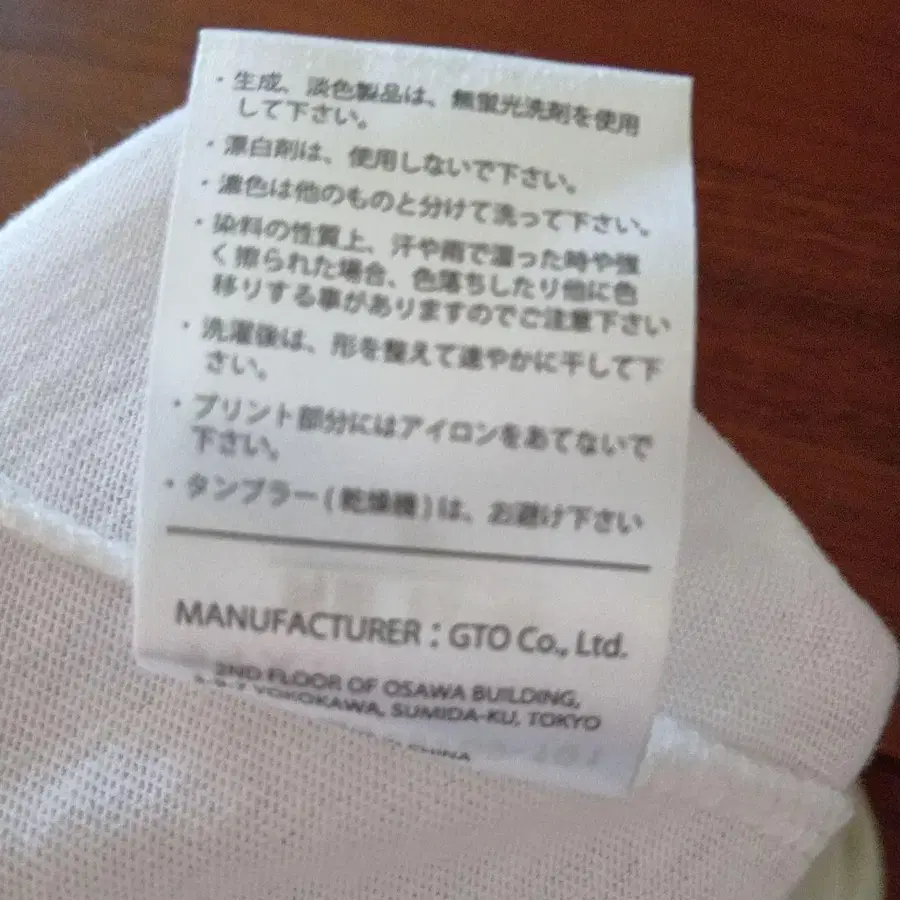 ・生成、淡色製品は、無蛍光洗剤を使用
して下さい。
・漂白剤は、使用しないで下さい。
・濃色は他のものと分けて洗って下さい。
・染料の性質上、汗や雨で湿った時や強
く擦られた場合、色落ちしたり他に色
移りする事がありますのでご注意下さい
・洗濯後は、形を整えて速やかに干して下
さい。
・プリント部分にはアイロンをあてないで
下さい。
・タンブラー(乾燥機)は、お避け下さい
MANUFACTURER : GTO Co., Ltd.
2ND FLOOR OF OSAWA BUILDING,
YOKOKAWA, SUMIDA-KU, TOKYO
CHINA